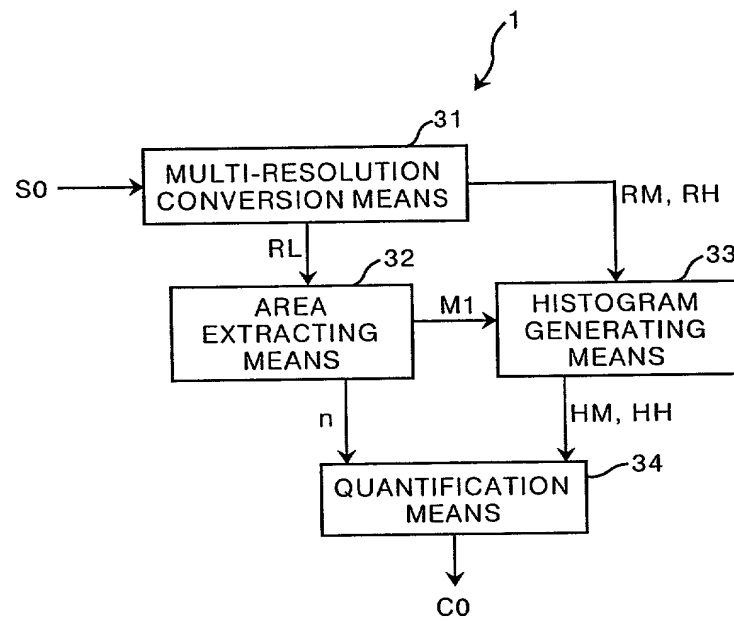 1
31
MULTI-RESOLUTION
CONVERSION MEANS
S0
RM, RH
RL
32
33
AREA
EXTRACTING
MEANS
M1
HISTOGRAM
GENERATING
MEANS
n
HM, HH
34
QUANTIFICATION
MEANS
C0